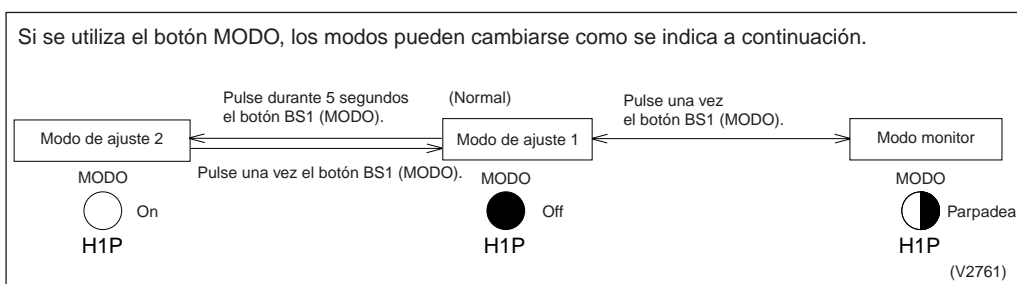 Si se utiliza el botón MODO, los modos pueden cambiarse como se indica a continuación.
Pulse durante 5 segundos
el botón BS1 (MODO).
(Normal)
Pulse una vez
el botón BS1 (MODO).
Modo de ajuste 2
Modo de ajuste 1
Modo monitor
Pulse una vez el botón BS1 (MODO).
MODO
On
H1P
MODO
Off
H1P
MODO
Parpadea
H1P
(V2761)